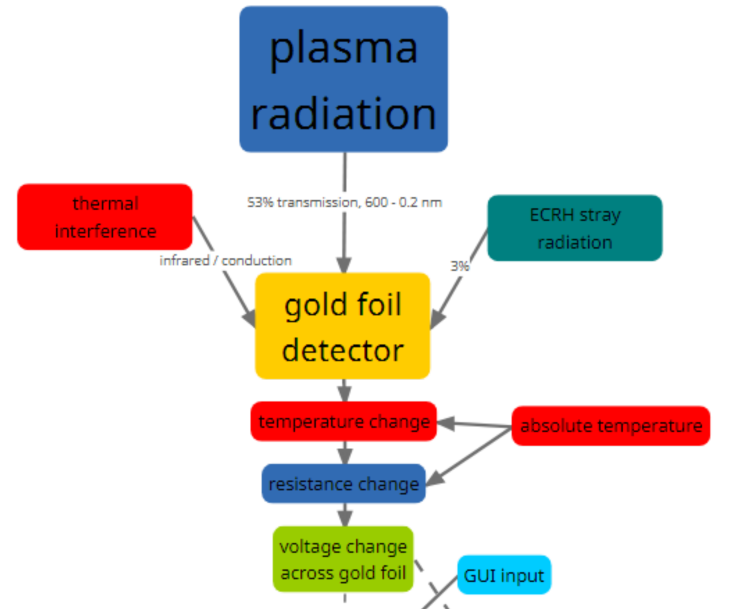 plasma
radiation
53% transmission, 600 - 0.2 nm
thermal
interference
ECRH stray
radiation
infrared / conduction
3%
gold foil
detector
temperature change
absolute temperature
resistance change
voltage change
across gold foil
GUI input